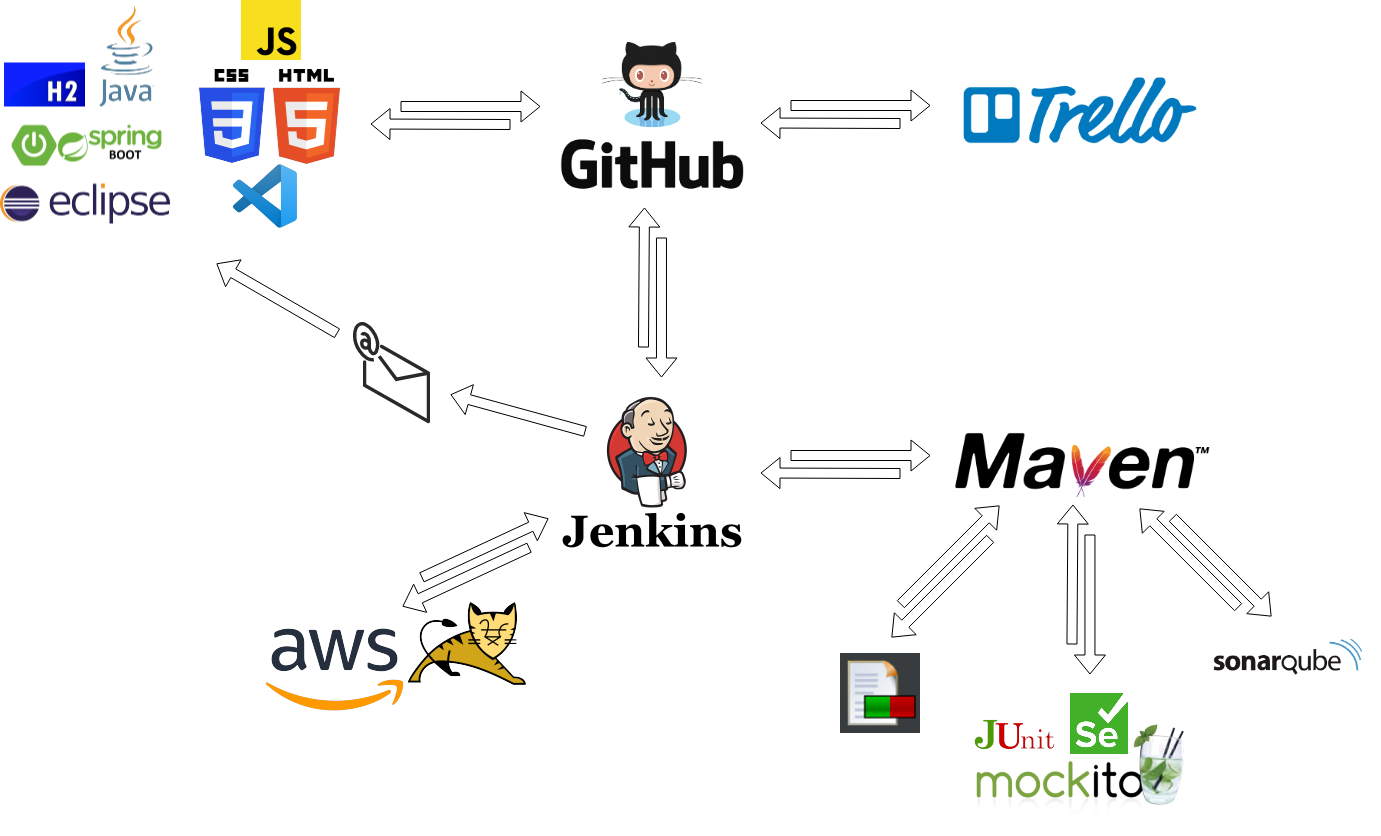 JS
CSS HTML
H2 Java
spring
BOOT
eclipse
GitHub
Trello
@
Jenkins
Maven™
aws
sonarqube
JUnit
Se
mockito